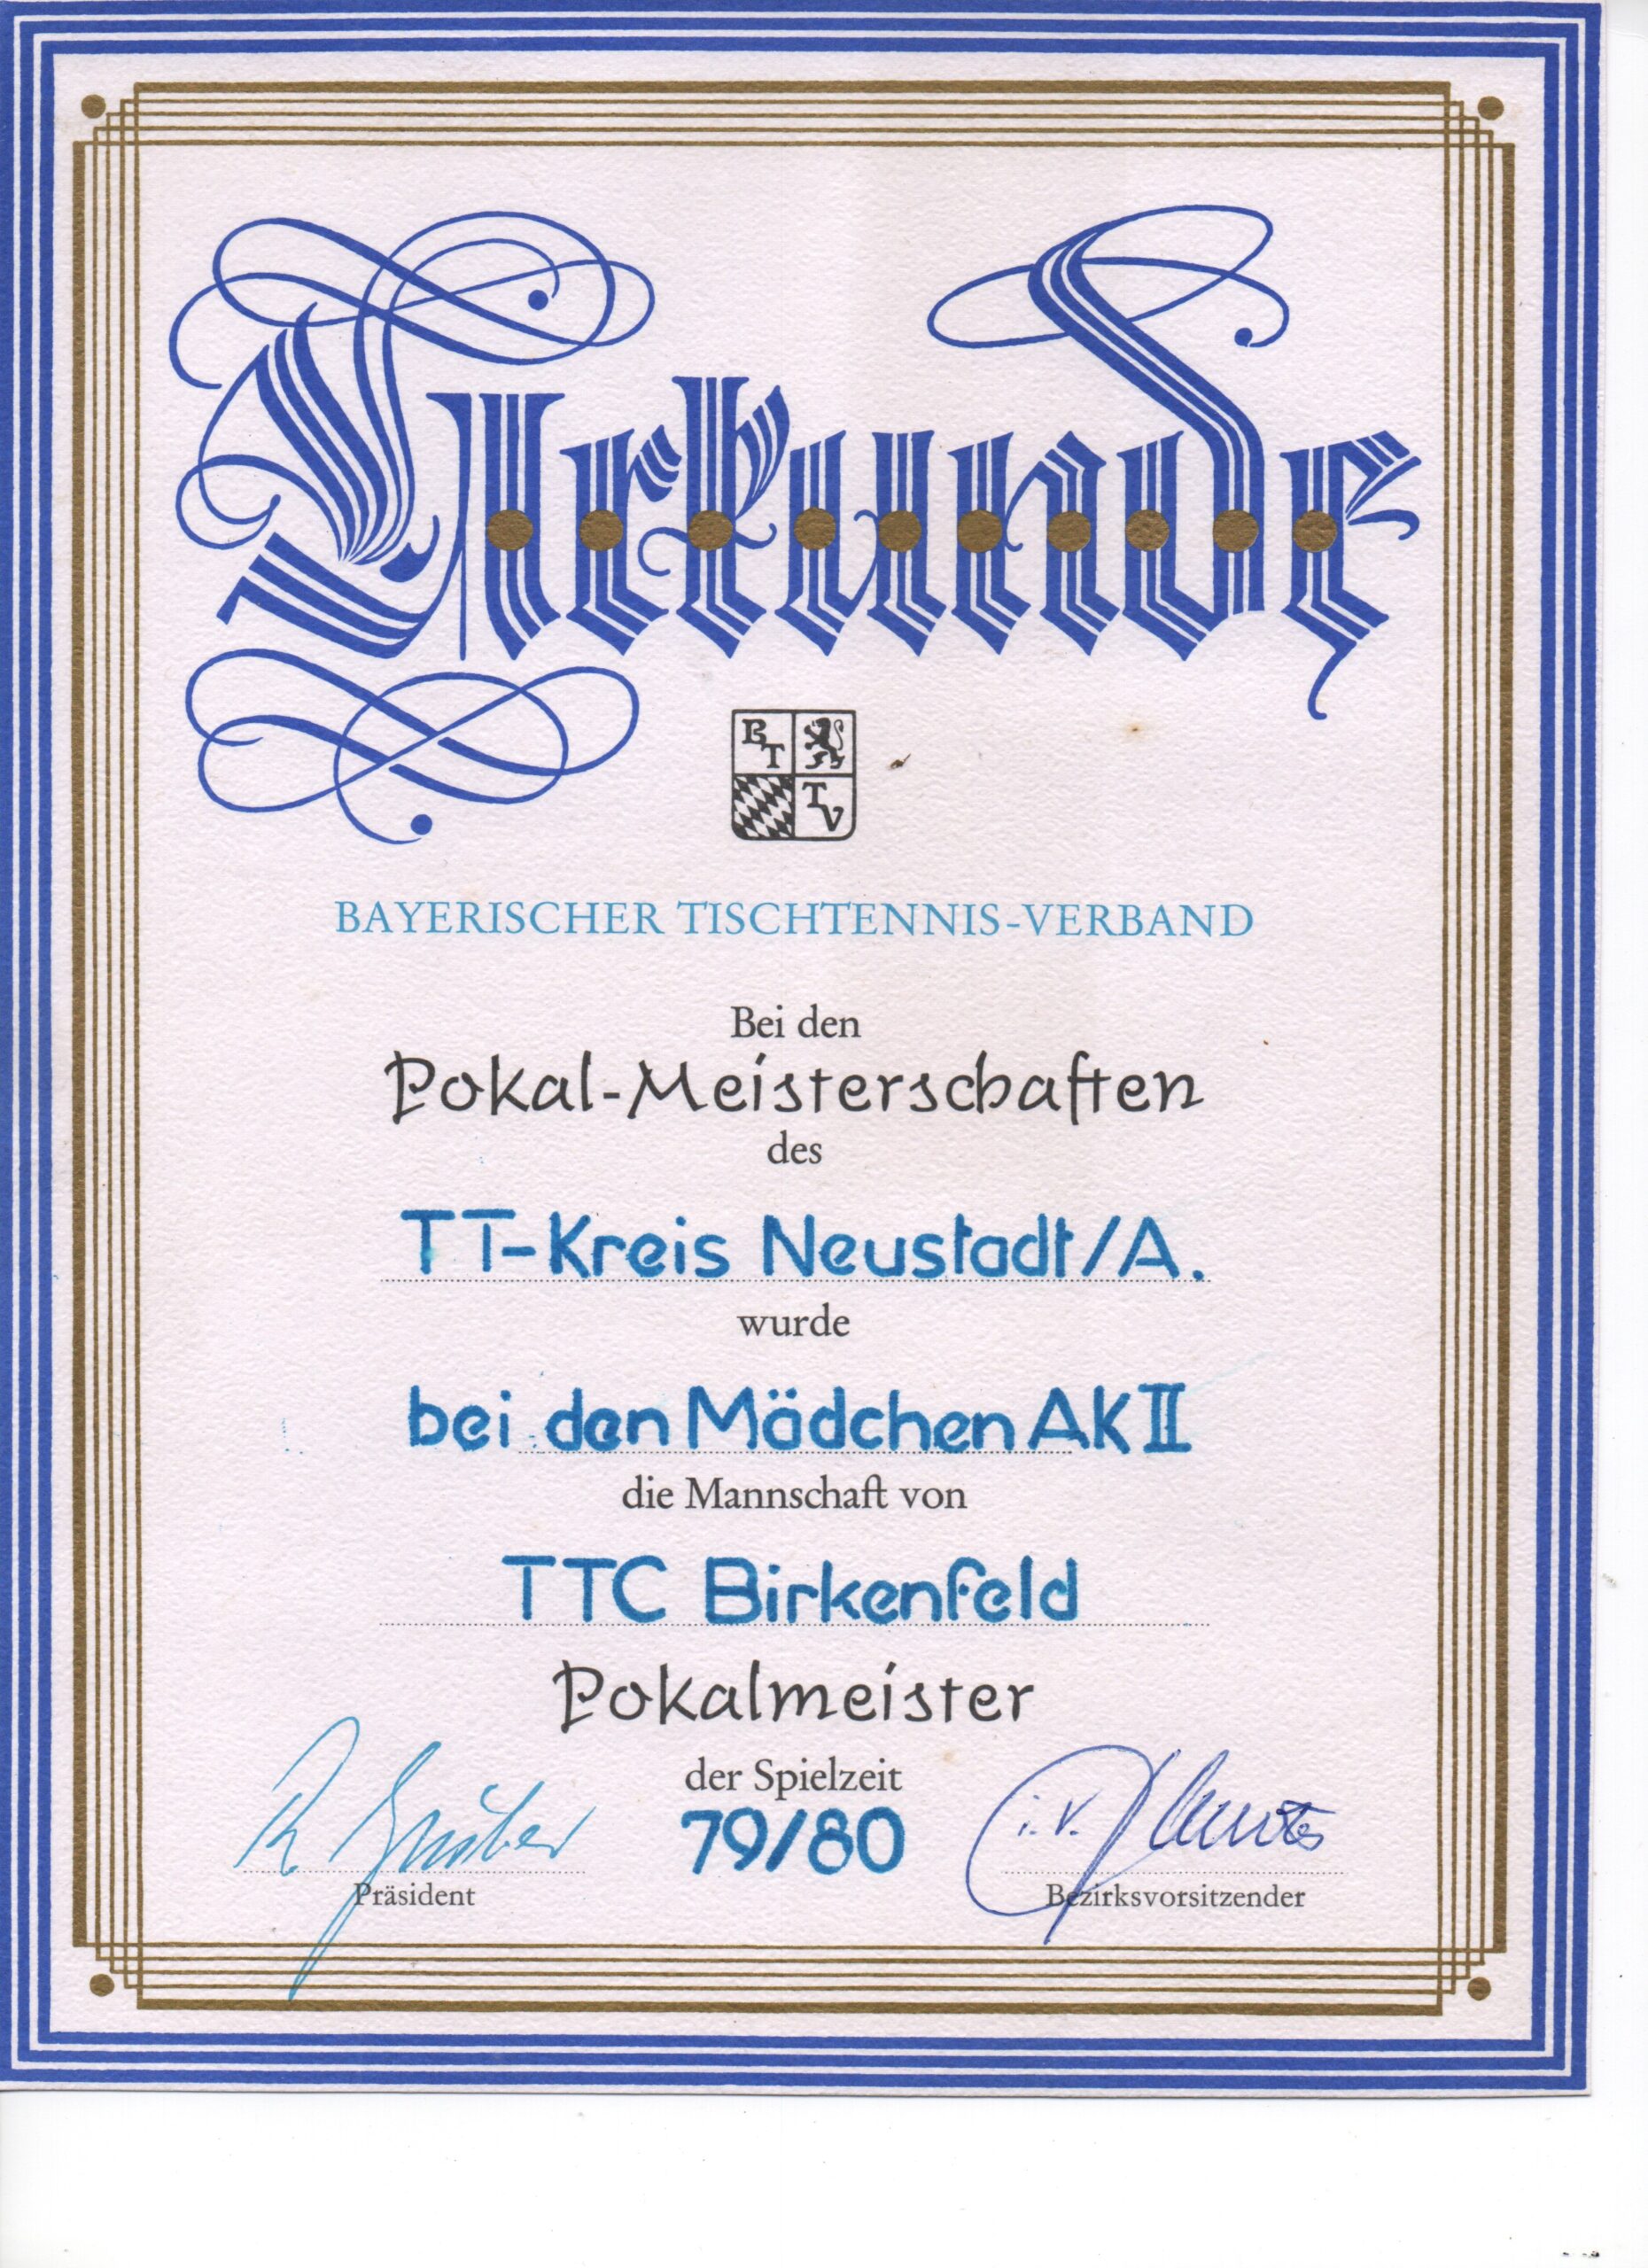 Urkunde
B
T
T
V
BAYERISCHER TISCHTENNIS-VERBAND
Bei den
Pokal-Meisterschaften
des
TT-Kreis Neustadt/A.
wurde
bei den Mädchen AK II
die Mannschaft von
TTC Birkenfeld
Pokalmeister
der Spielzeit
79/80
i.V.
Präsident
Bezirksvorsitzender